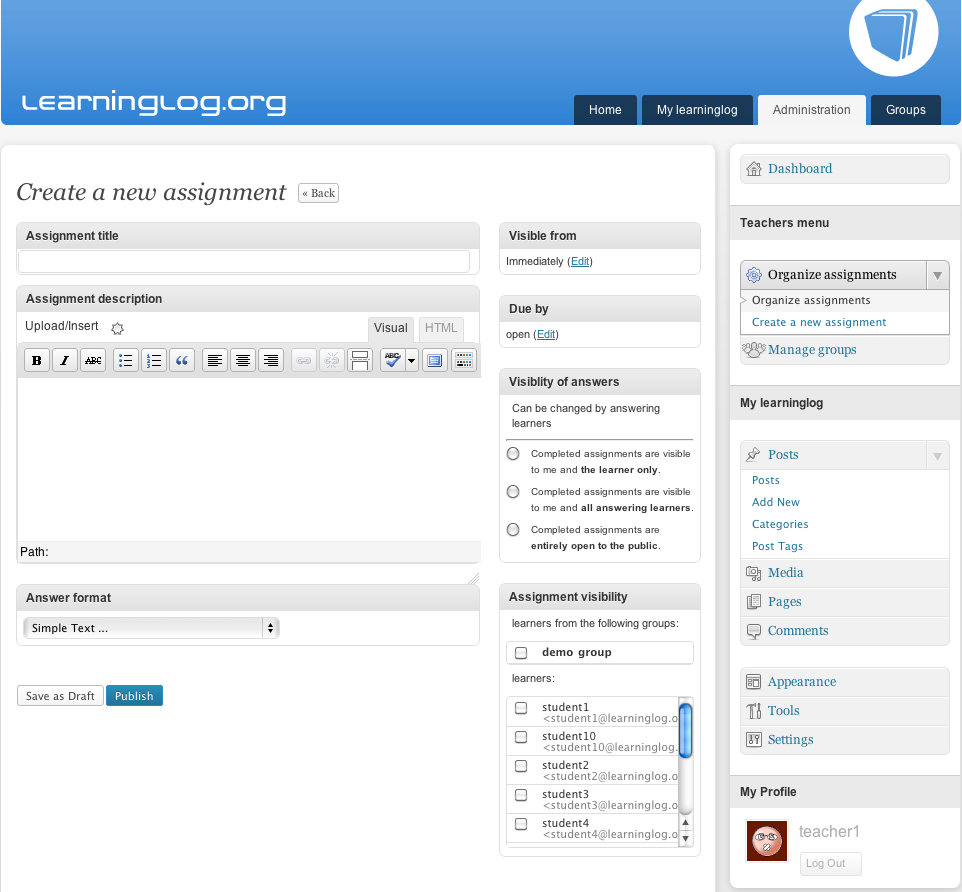 Learninglog.org
Home
My learninglog
Administration
Groups
Create a new assignment
« Back
Assignment title
Assignment description
Upload/Insert
Visual
HTML
B
I
ABC
ABC
Path:
Answer format
Simple Text ...
Save as Draft
Publish
Visible from
Immediately (Edit)
Due by
open (Edit)
Visiblity of answers
Can be changed by answering
learners
Completed assignments are visible
to me and the learner only.
Completed assignments are visible
to me and all answering learners.
Completed assignments are
entirely open to the public.
Assignment visibility
learners from the following groups:
demo group
learners:
student1
<student1@learninglog.o
student10
<student10@learninglog.
student2
<student2@learninglog.o
student3
<student3@learninglog.o
student4
<student4@learninglog.o
Dashboard
Teachers menu
Organize assignments
Organize assignments
Create a new assignment
Manage groups
My learninglog
Posts
Posts
Add New
Categories
Post Tags
Media
Pages
Comments
Appearance
Tools
Settings
My Profile
teacher1
Log Out